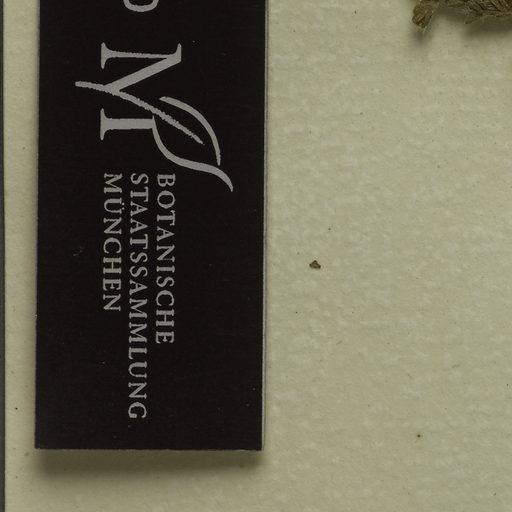 M
BOTANISCHE
STAATSSAMMLUNG
MÜNCHEN